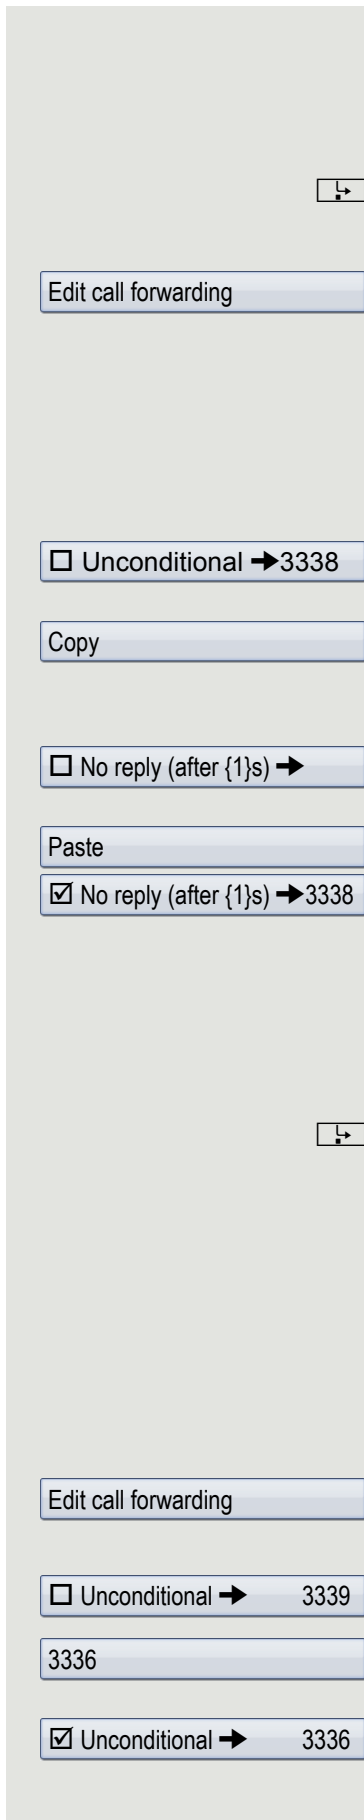 Edit call forwarding
☐ Unconditional ➔3338
Copy
☐ No reply (after {1}s) ➔
Paste
☑ No reply (after {1}s) ➔3338
Edit call forwarding
☐ Unconditional ➔ 3339
3336
☑ Unconditional ➔ 3336